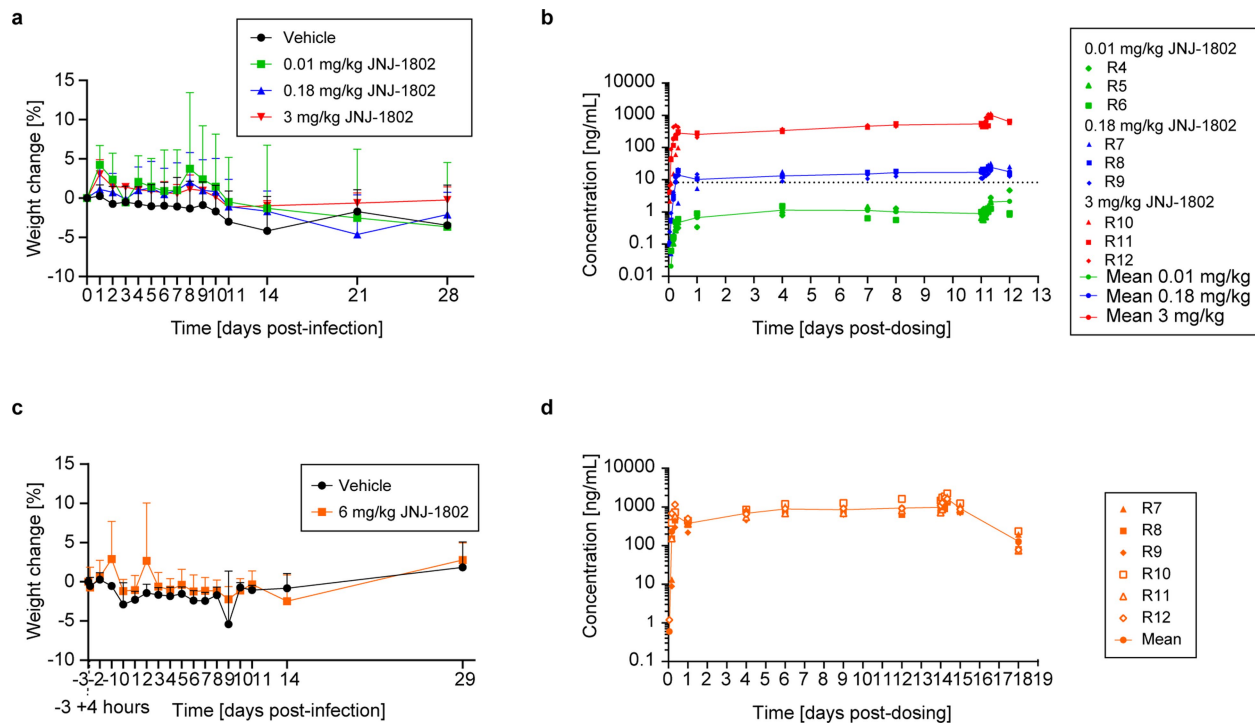 a
Vehicle
0.01 mg/kg JNJ-1802
0.18 mg/kg JNJ-1802
3 mg/kg JNJ-1802
Weight change [%]
15
10
5
0
-5
-10
0 1 2 3 4 5 6 7 8 9 10 11 14 21 28
Time [days post-infection]
b
Concentration [ng/mL]
10000
1000
100
10
1
0.1
0.01
0 1 2 3 4 5 6 7 8 9 10 11 12 13
Time [days post-dosing]
0.01 mg/kg JNJ-1802
R4
R5
R6
0.18 mg/kg JNJ-1802
R7
R8
R9
3 mg/kg JNJ-1802
R10
R11
R12
Mean 0.01 mg/kg
Mean 0.18 mg/kg
Mean 3 mg/kg
c
Vehicle
6 mg/kg JNJ-1802
Weight change [%]
15
10
5
0
-5
-10
-3 -2 -1 0 1 2 3 4 5 6 7 8 9 10 11 14 29
-3 +4 hours
Time [days post-infection]
d
Concentration [ng/mL]
10000
1000
100
10
1
0.1
0 1 2 3 4 5 6 7 8 9 10 11 12 13 14 15 16 17 18 19
Time [days post-dosing]
R7
R8
R9
R10
R11
R12
Mean